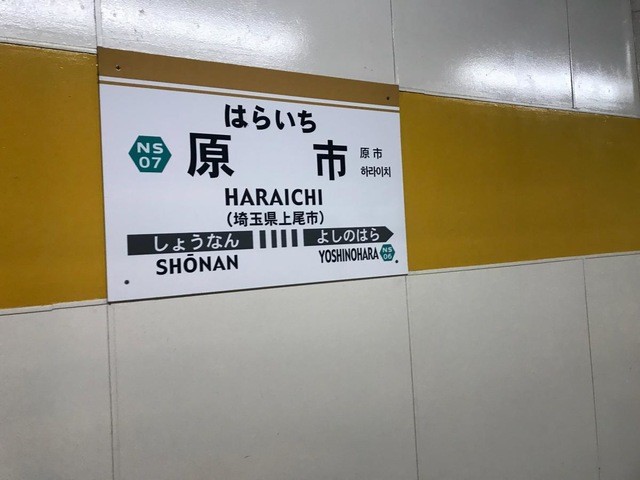 はらいち
NS
07
原 市
原 市
하라이치
HARAICHI
(埼玉県上尾市)
しょうなん
よしのはら
SHŌNAN
YOSHINOHARA
NS
06